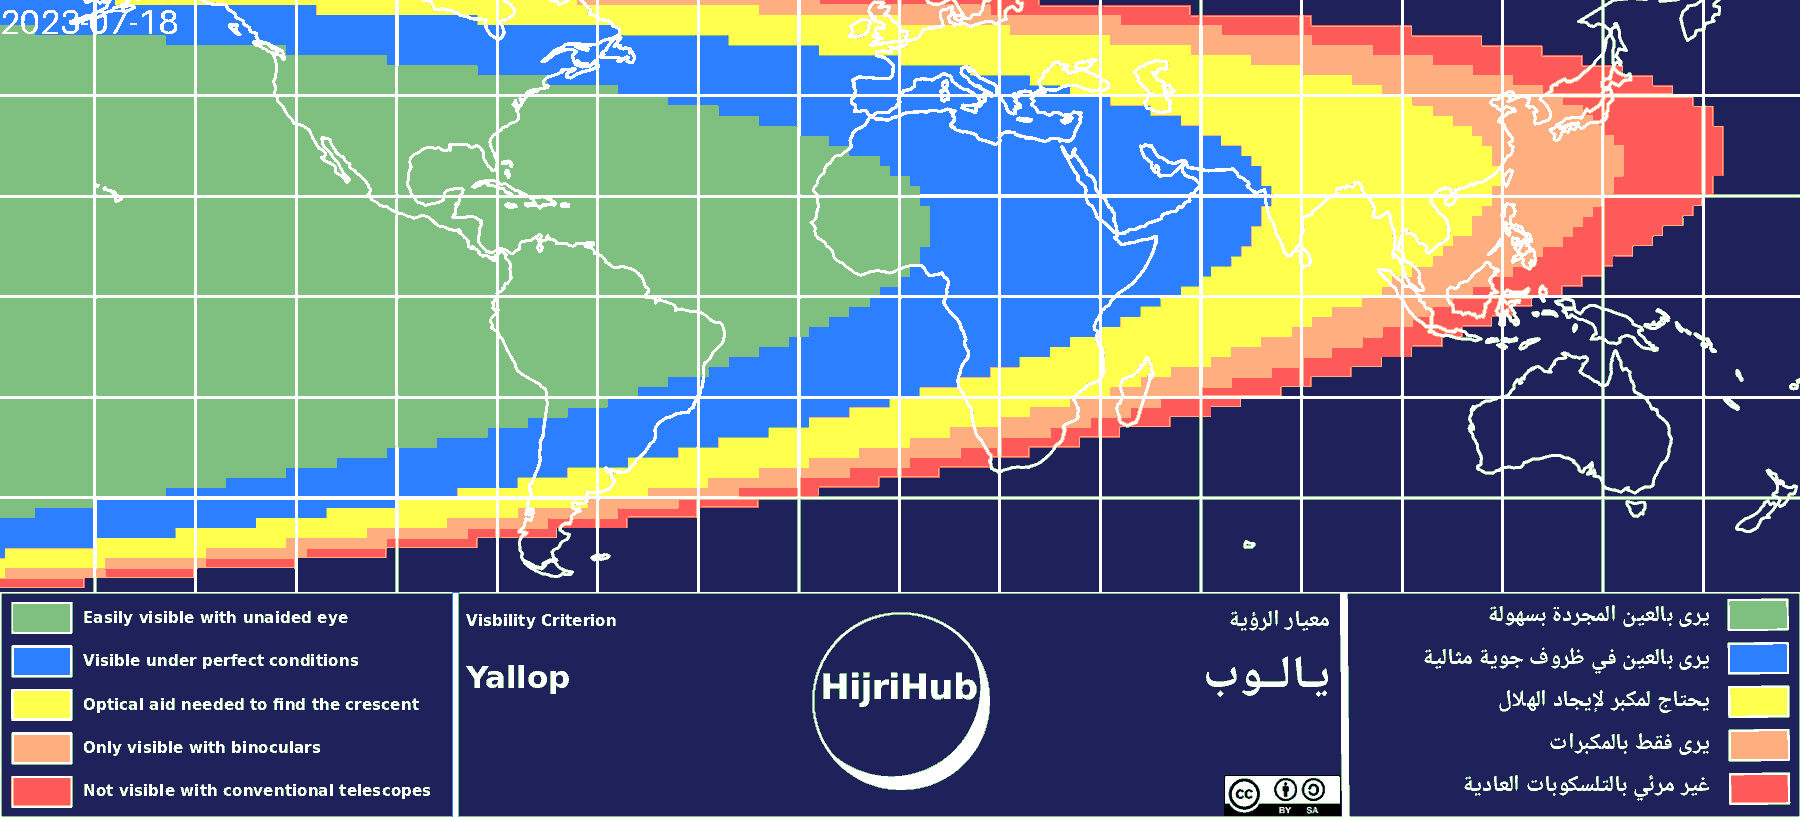 2023-07-18
Easily visible with unaided eye
Visible under perfect conditions
Optical aid needed to find the crescent
Only visible with binoculars
Not visible with conventional telescopes
Visbility Criterion
Yallop
HijriHub
معيار الرؤية
يـالـوب
cc
BY SA
يرى بالعين المجردة بسهولة
يرى بالعين في ظروف جوية مثالية
يحتاج لمكبر لإيجاد الهلال
يرى فقط بالمكبرات
غير مرئي بالتلسكوبات العادية